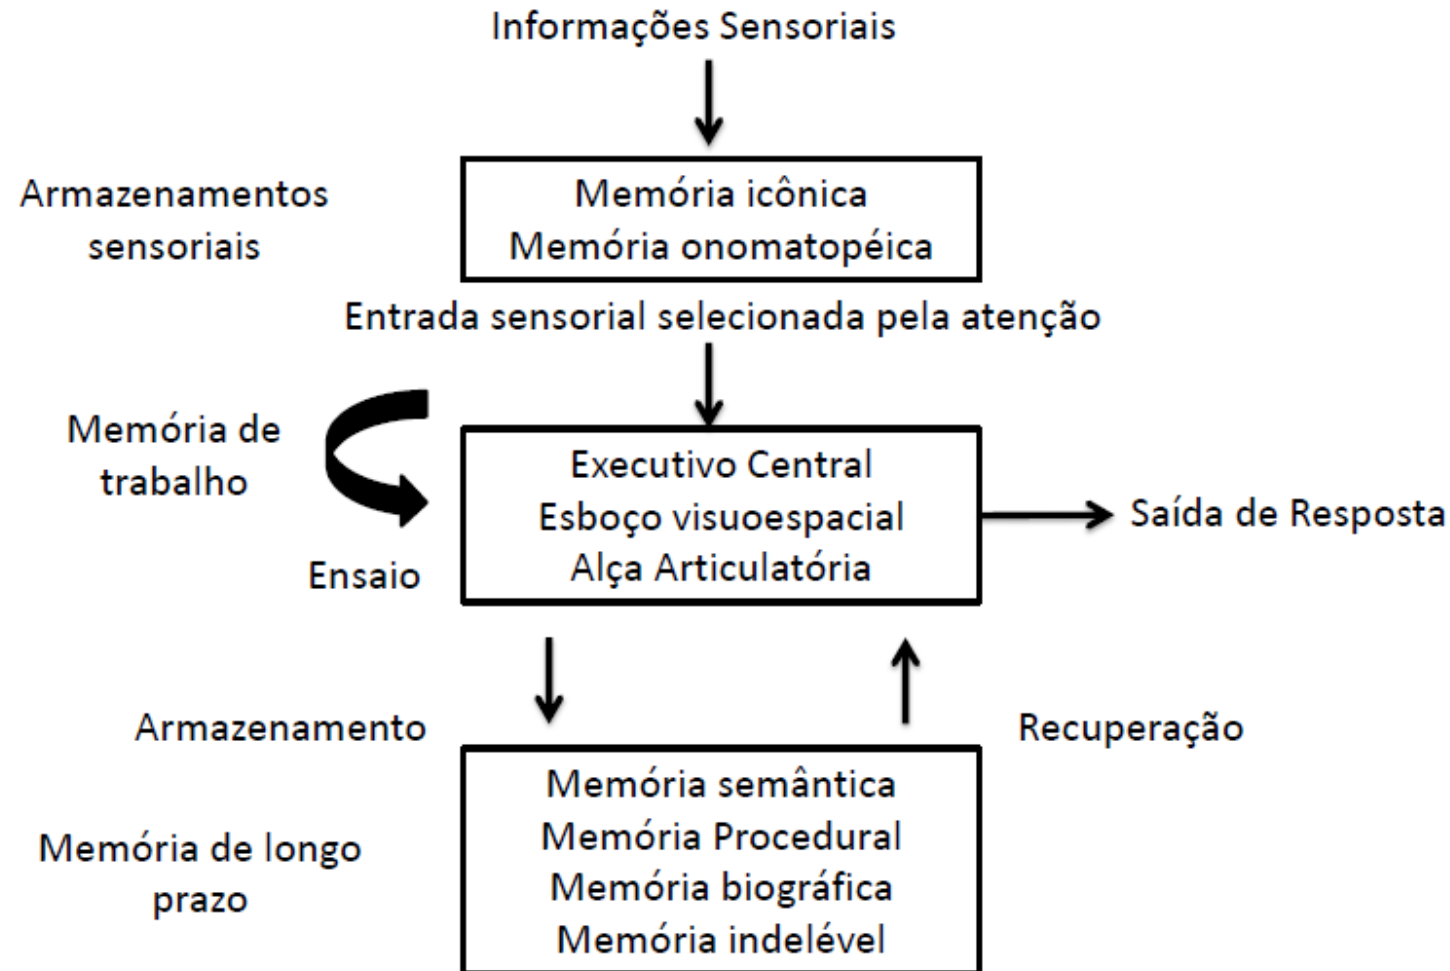 Informações Sensoriais
Armazenamentos
sensoriais
Memória icônica
Memória onomatopéica
Entrada sensorial selecionada pela atenção
Memória de
trabalho
Ensaio
Executivo Central
Esboço visuoespacial
Alça Articulatória
Saída de Resposta
Armazenamento
Recuperação
Memória de longo
prazo
Memória semântica
Memória Procedural
Memória biográfica
Memória indelével